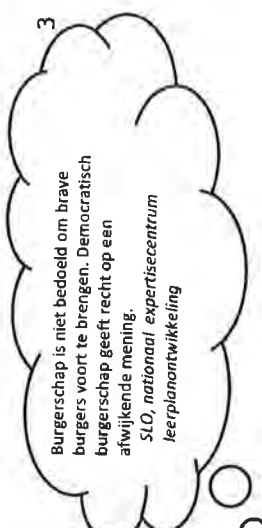 3
Burgerschap is niet bedoeld om brave
burgers voort te brengen. Democratisch
burgerschap geeft recht op een
afwijkende mening.
SLO, nationaal expertisecentrum
leerplanontwikkeling